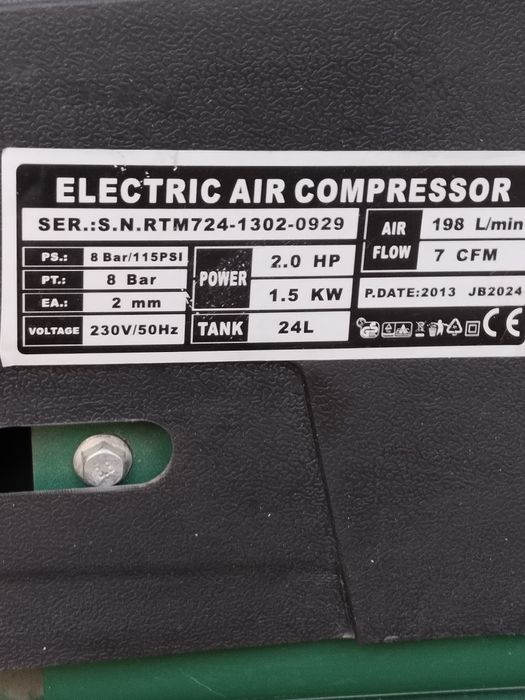 ELECTRIC AIR COMPRESSOR
SER.:S.N.RTM724-1302-0929
PS.: 8 Bar/115PSI
PT.: 8 Bar
EA.: 2 mm
VOLTAGE 230V/50Hz
POWER 2.0 HP
1.5 KW
TANK 24L
AIR FLOW 198 L/min
7 CFM
P.DATE:2013 JB2024
CE